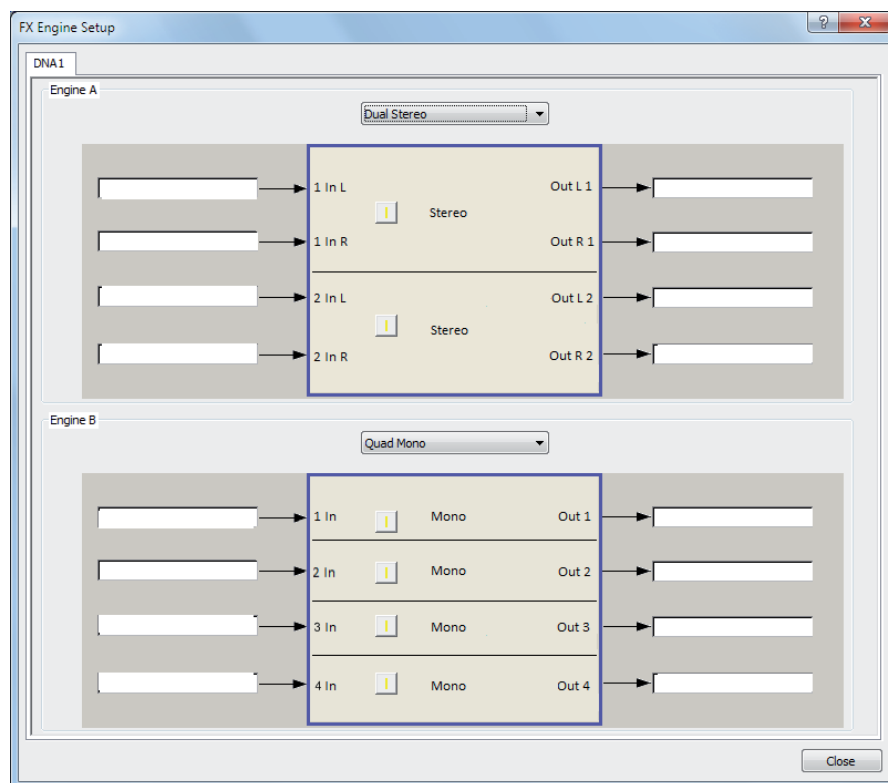 FX Engine Setup
?
DNA1
Engine A
Dual Stereo
1 In L
Out L 1
Stereo
1 In R
Out R 1
2 In L
Out L 2
Stereo
2 In R
Out R 2
Engine B
Quad Mono
1 In
Mono
Out 1
2 In
Mono
Out 2
3 In
Mono
Out 3
4 In
Mono
Out 4
Close